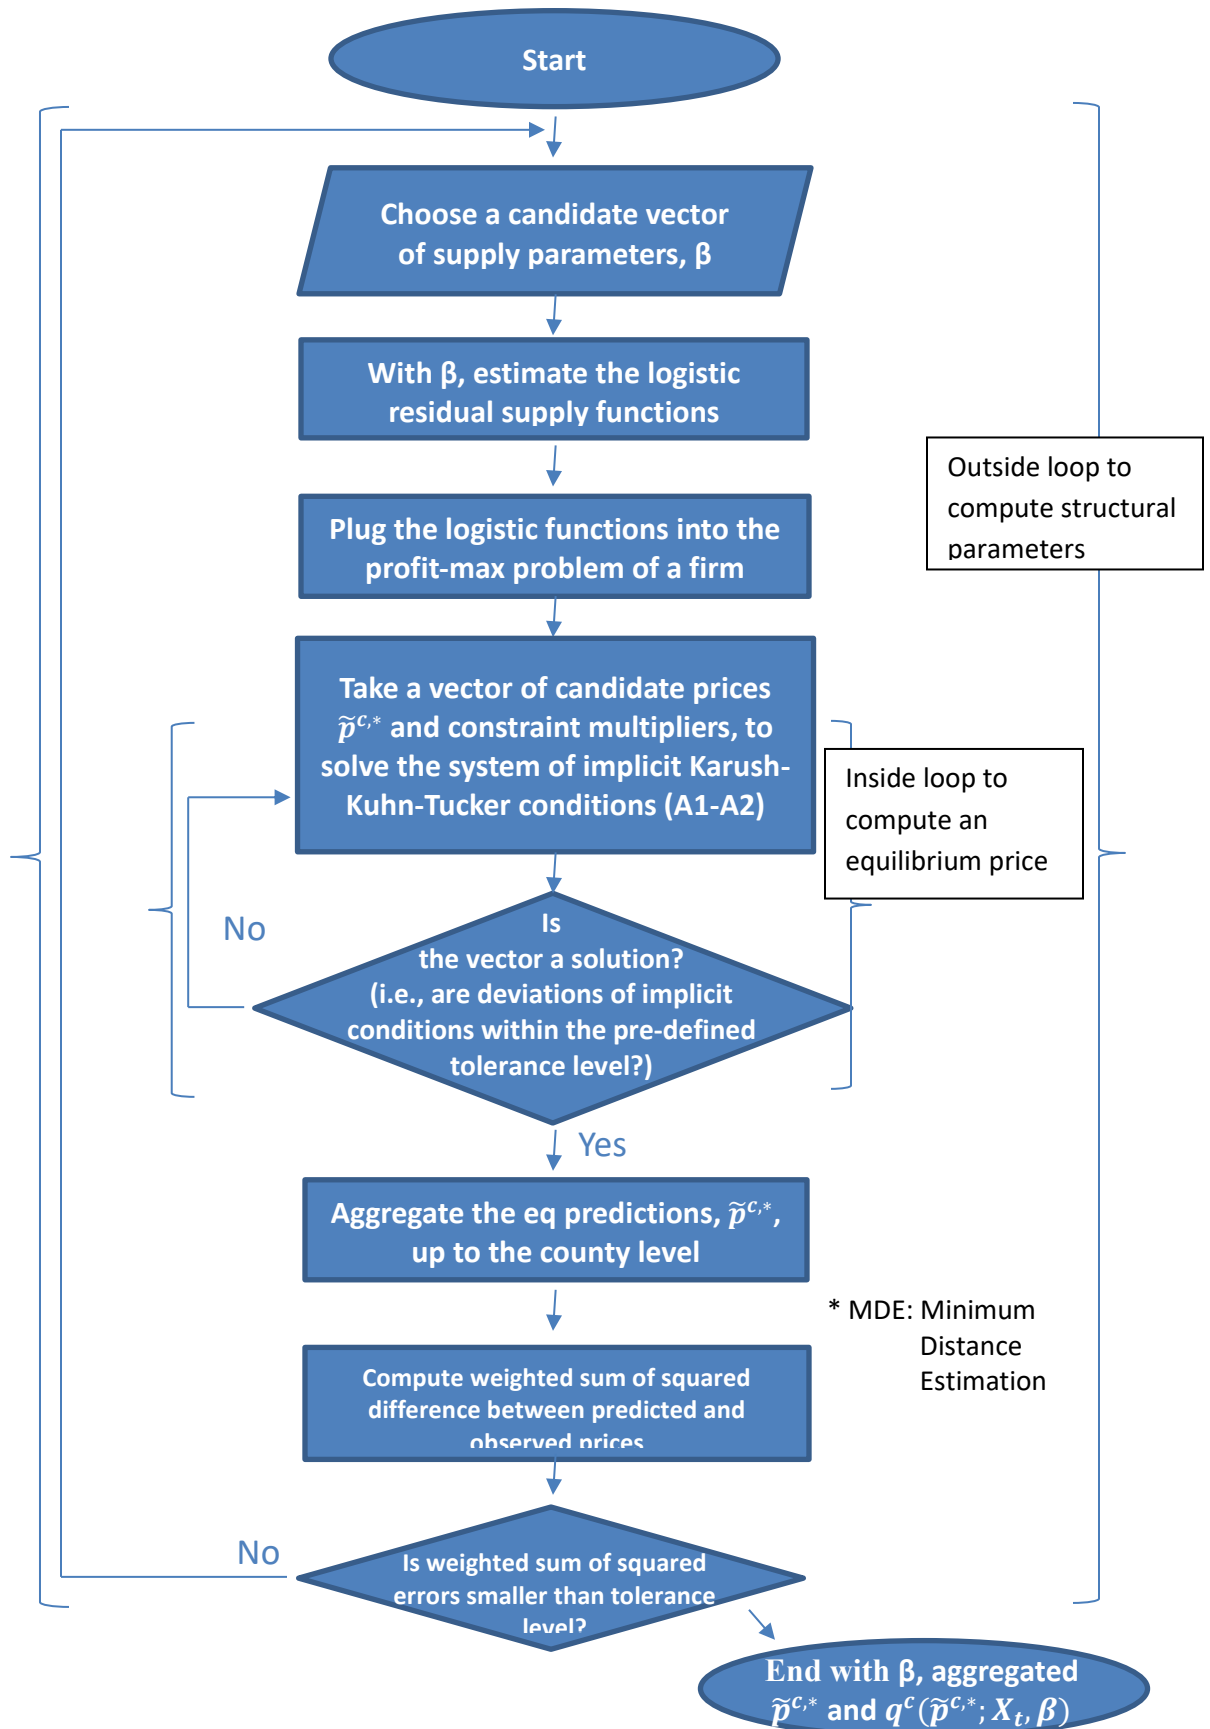 Start
Choose a candidate vector
of supply parameters, β
With β, estimate the logistic
residual supply functions
Plug the logistic functions into the
profit-max problem of a firm
Outside loop to
compute structural
parameters
Take a vector of candidate prices
p̃^{c,*} and constraint multipliers, to
solve the system of implicit Karush-
Kuhn-Tucker conditions (A1-A2)
Inside loop to
compute an
equilibrium price
No
Is
the vector a solution?
(i.e., are deviations of implicit
conditions within the pre-defined
tolerance level?)
Yes
Aggregate the eq predictions, p̃^{c,*},
up to the county level
* MDE: Minimum
Distance
Estimation
Compute weighted sum of squared
difference between predicted and
observed prices
No
Is weighted sum of squared
errors smaller than tolerance
level?
End with β, aggregated
p̃^{c,*} and q^c(p̃^{c,*}; X_t, β)